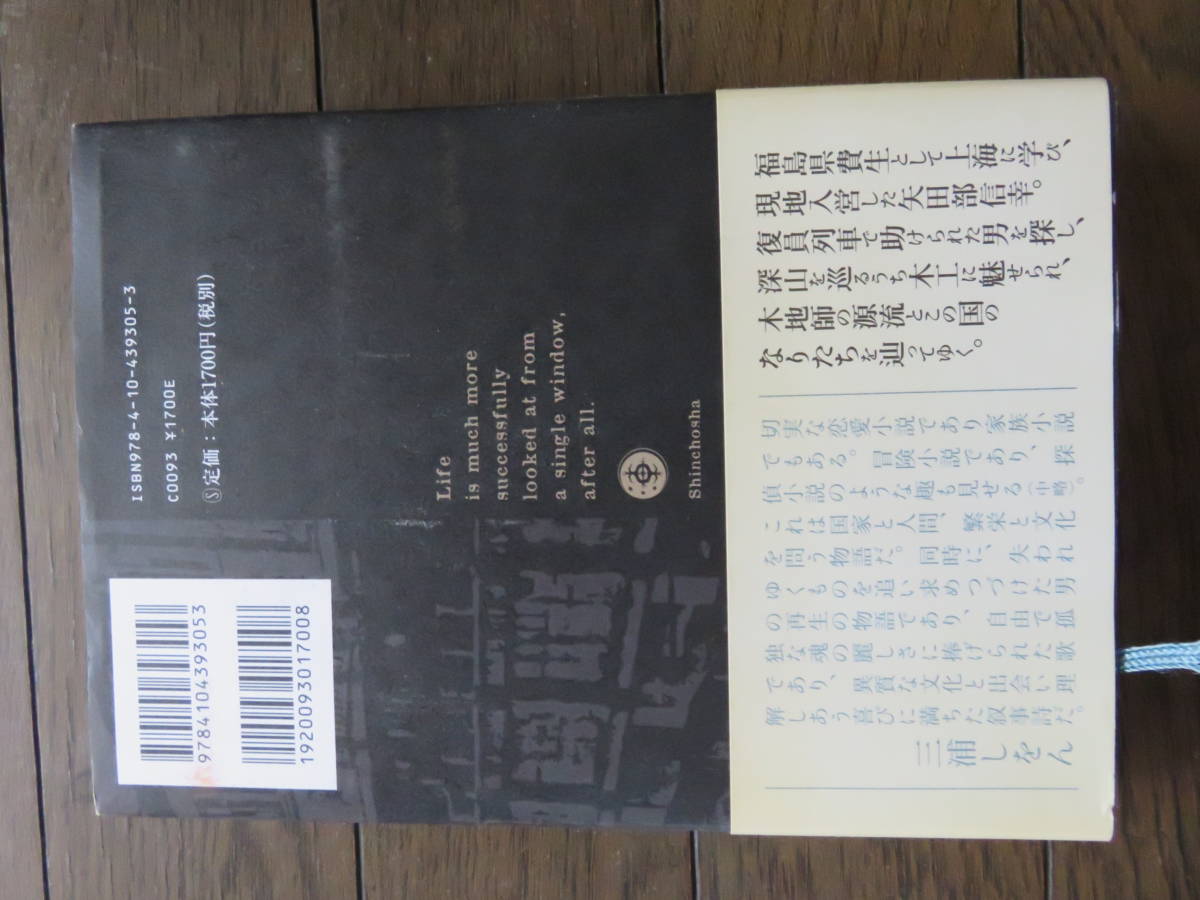 ISBN978-4-10-439305-3
C0093 ¥1700E
Ⓢ定価：本体1700円(税別)
9784104393053
1920093017008
Life
is much more
successfully
looked at from
a single window,
after all.
Shinchosha
福島県費生として上海に学び、
現地入営した矢田部信幸。
復員列車で助けられた男を探し、
深山を巡るうち木工に魅せられ、
木地師の源流とこの国の
なりたちを辿ってゆく。
切実な恋愛小説であり家族小説
でもある。冒険小説であり、探
偵小説のような趣も見せる（中略）。
これは国家と人間、繁栄と文化
を問う物語だ。同時に、失われ
ゆくものを追い求めつづけた男
の再生の物語であり、自由で孤
独な魂の麗しさに捧げられた歌
であり、異質な文化と出会い理
解しあう喜びに満ちた叙事詩だ。
三浦しをん